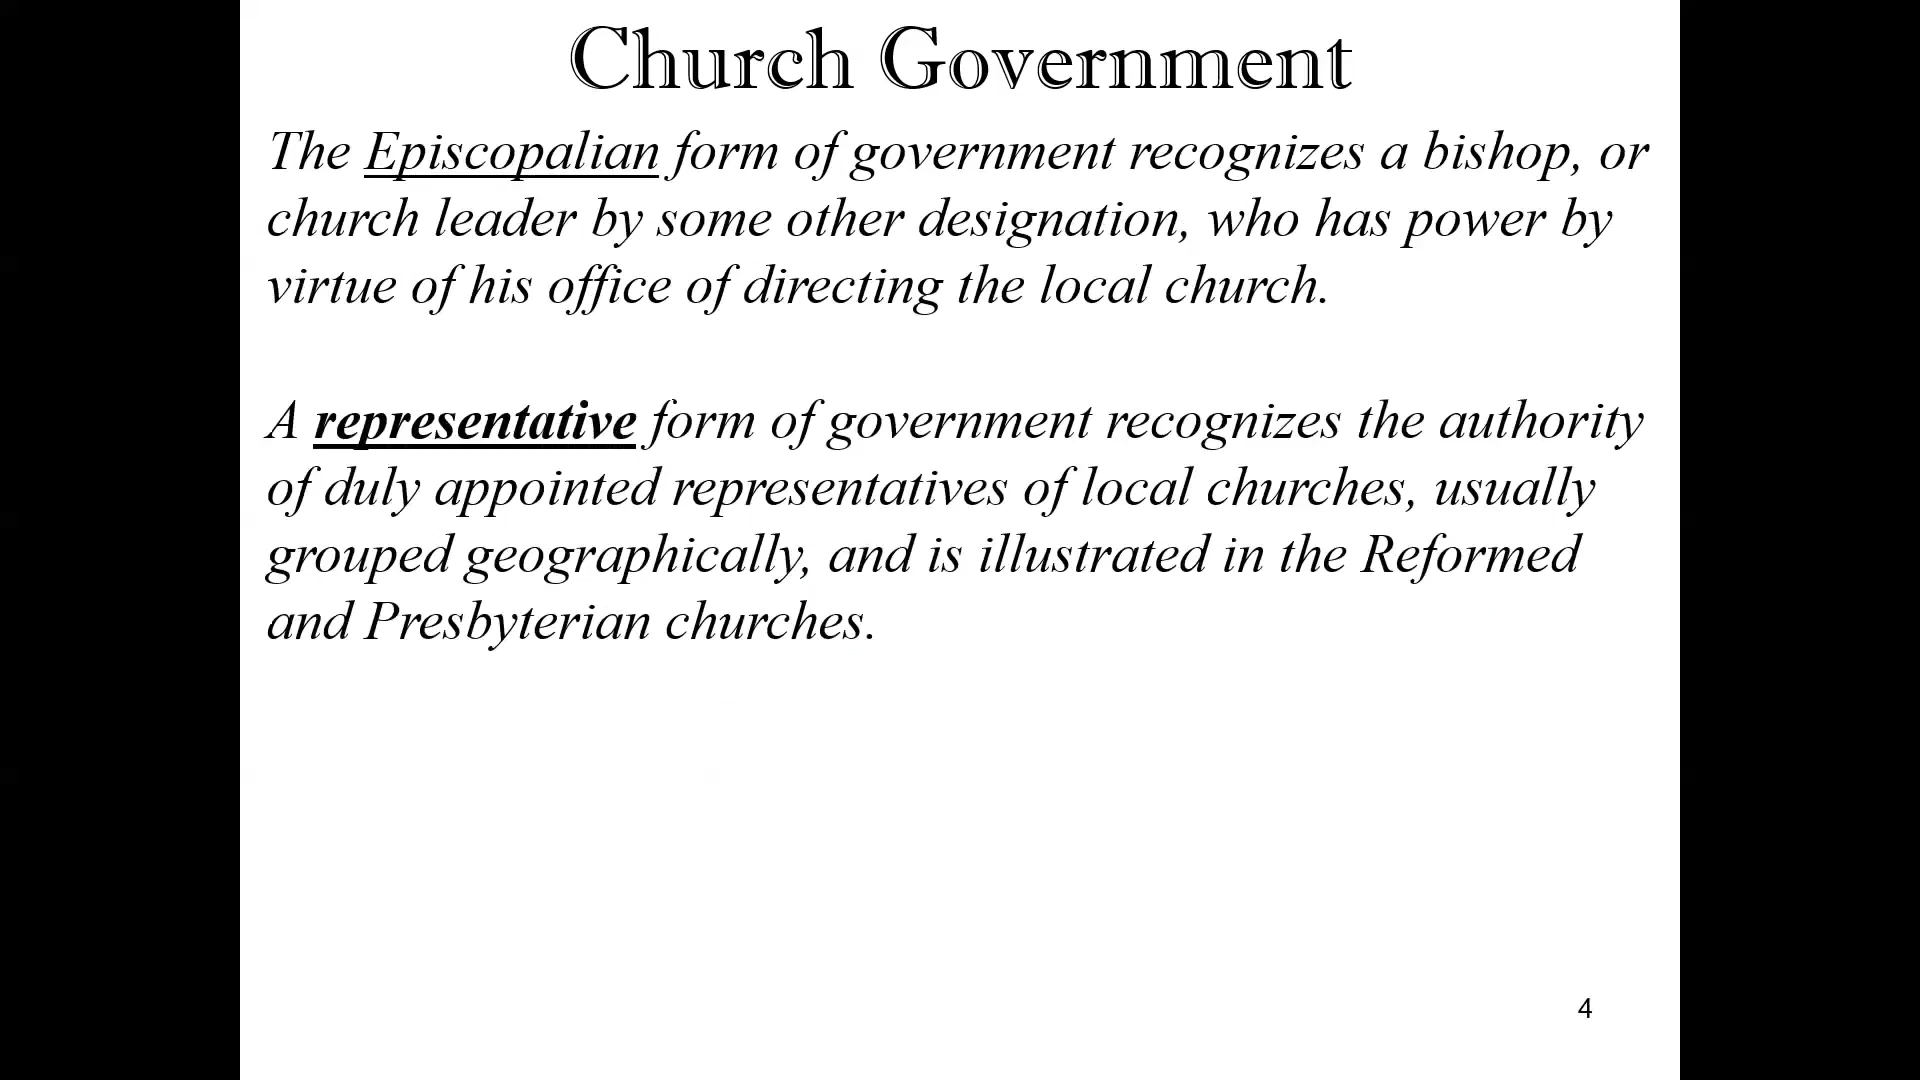 Church Government
The Episcopalian form of government recognizes a bishop, or
church leader by some other designation, who has power by
virtue of his office of directing the local church.
A representative form of government recognizes the authority
of duly appointed representatives of local churches, usually
grouped geographically, and is illustrated in the Reformed
and Presbyterian churches.
4